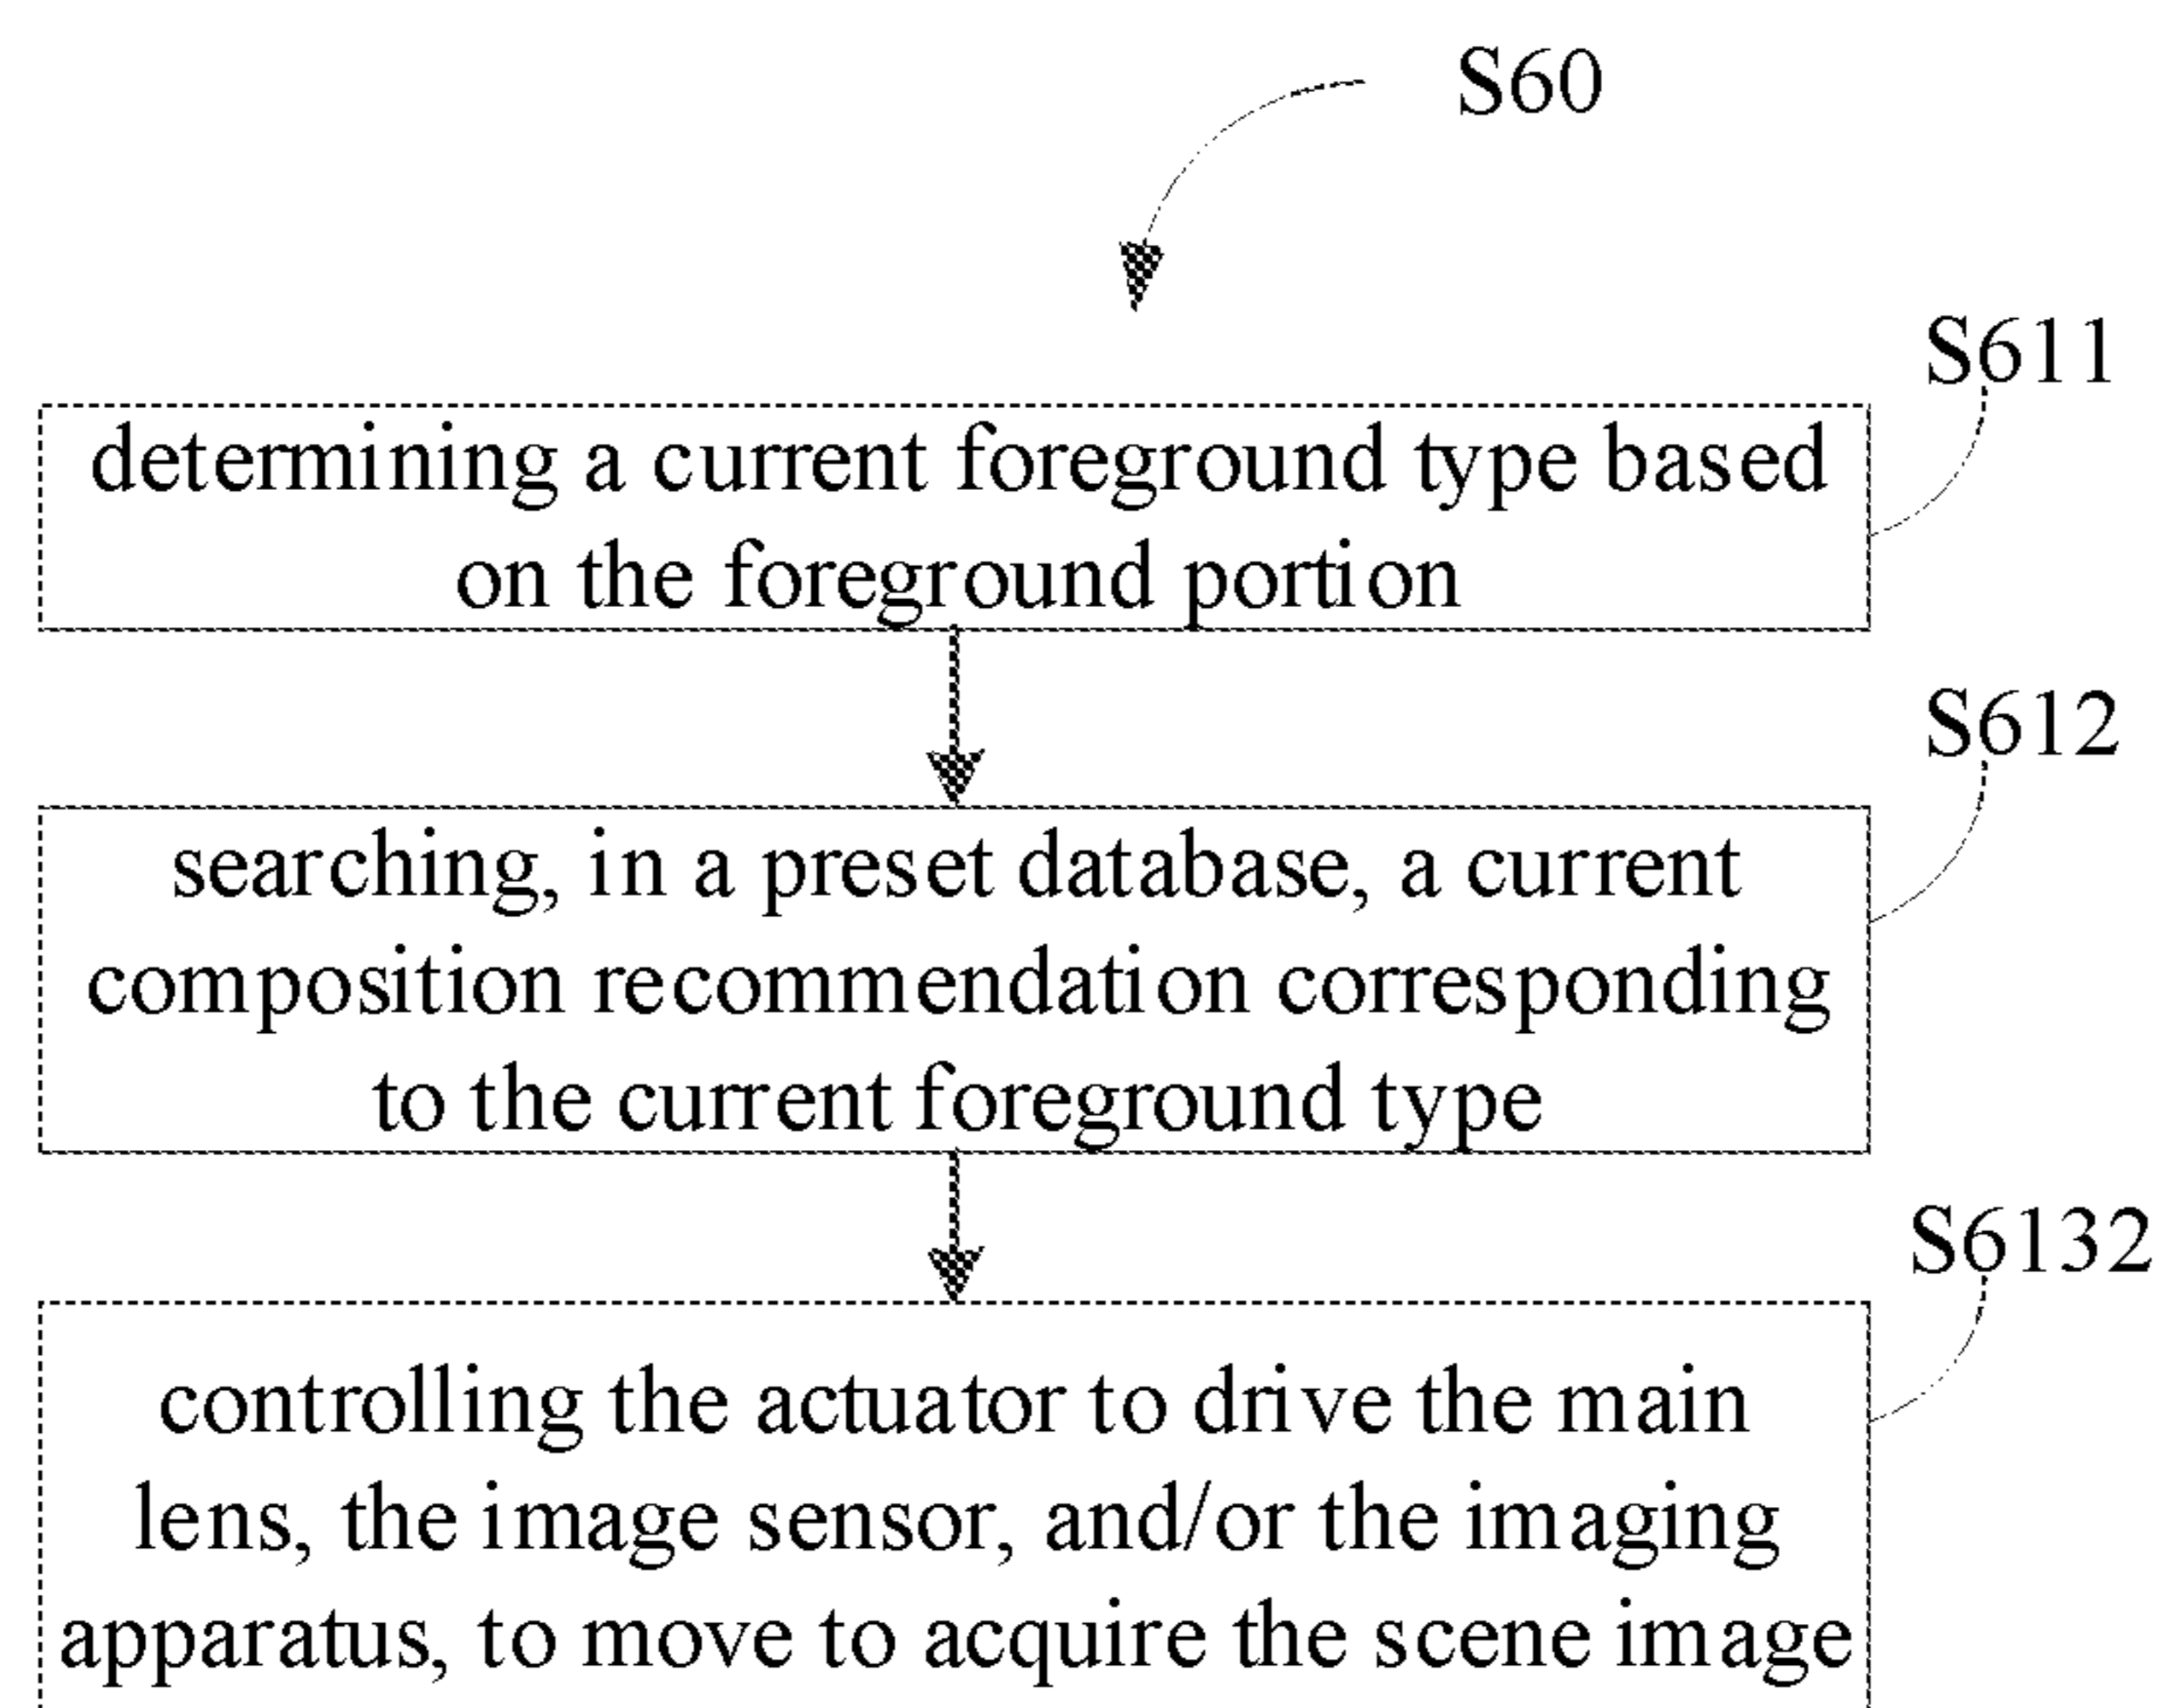 S60
S611
determining a current foreground type based
on the foreground portion
S612
searching, in a preset database, a current
composition recommendation corresponding
to the current foreground type
S6132
controlling the actuator to drive the main
lens, the image sensor, and/or the imaging
apparatus, to move to acquire the scene image